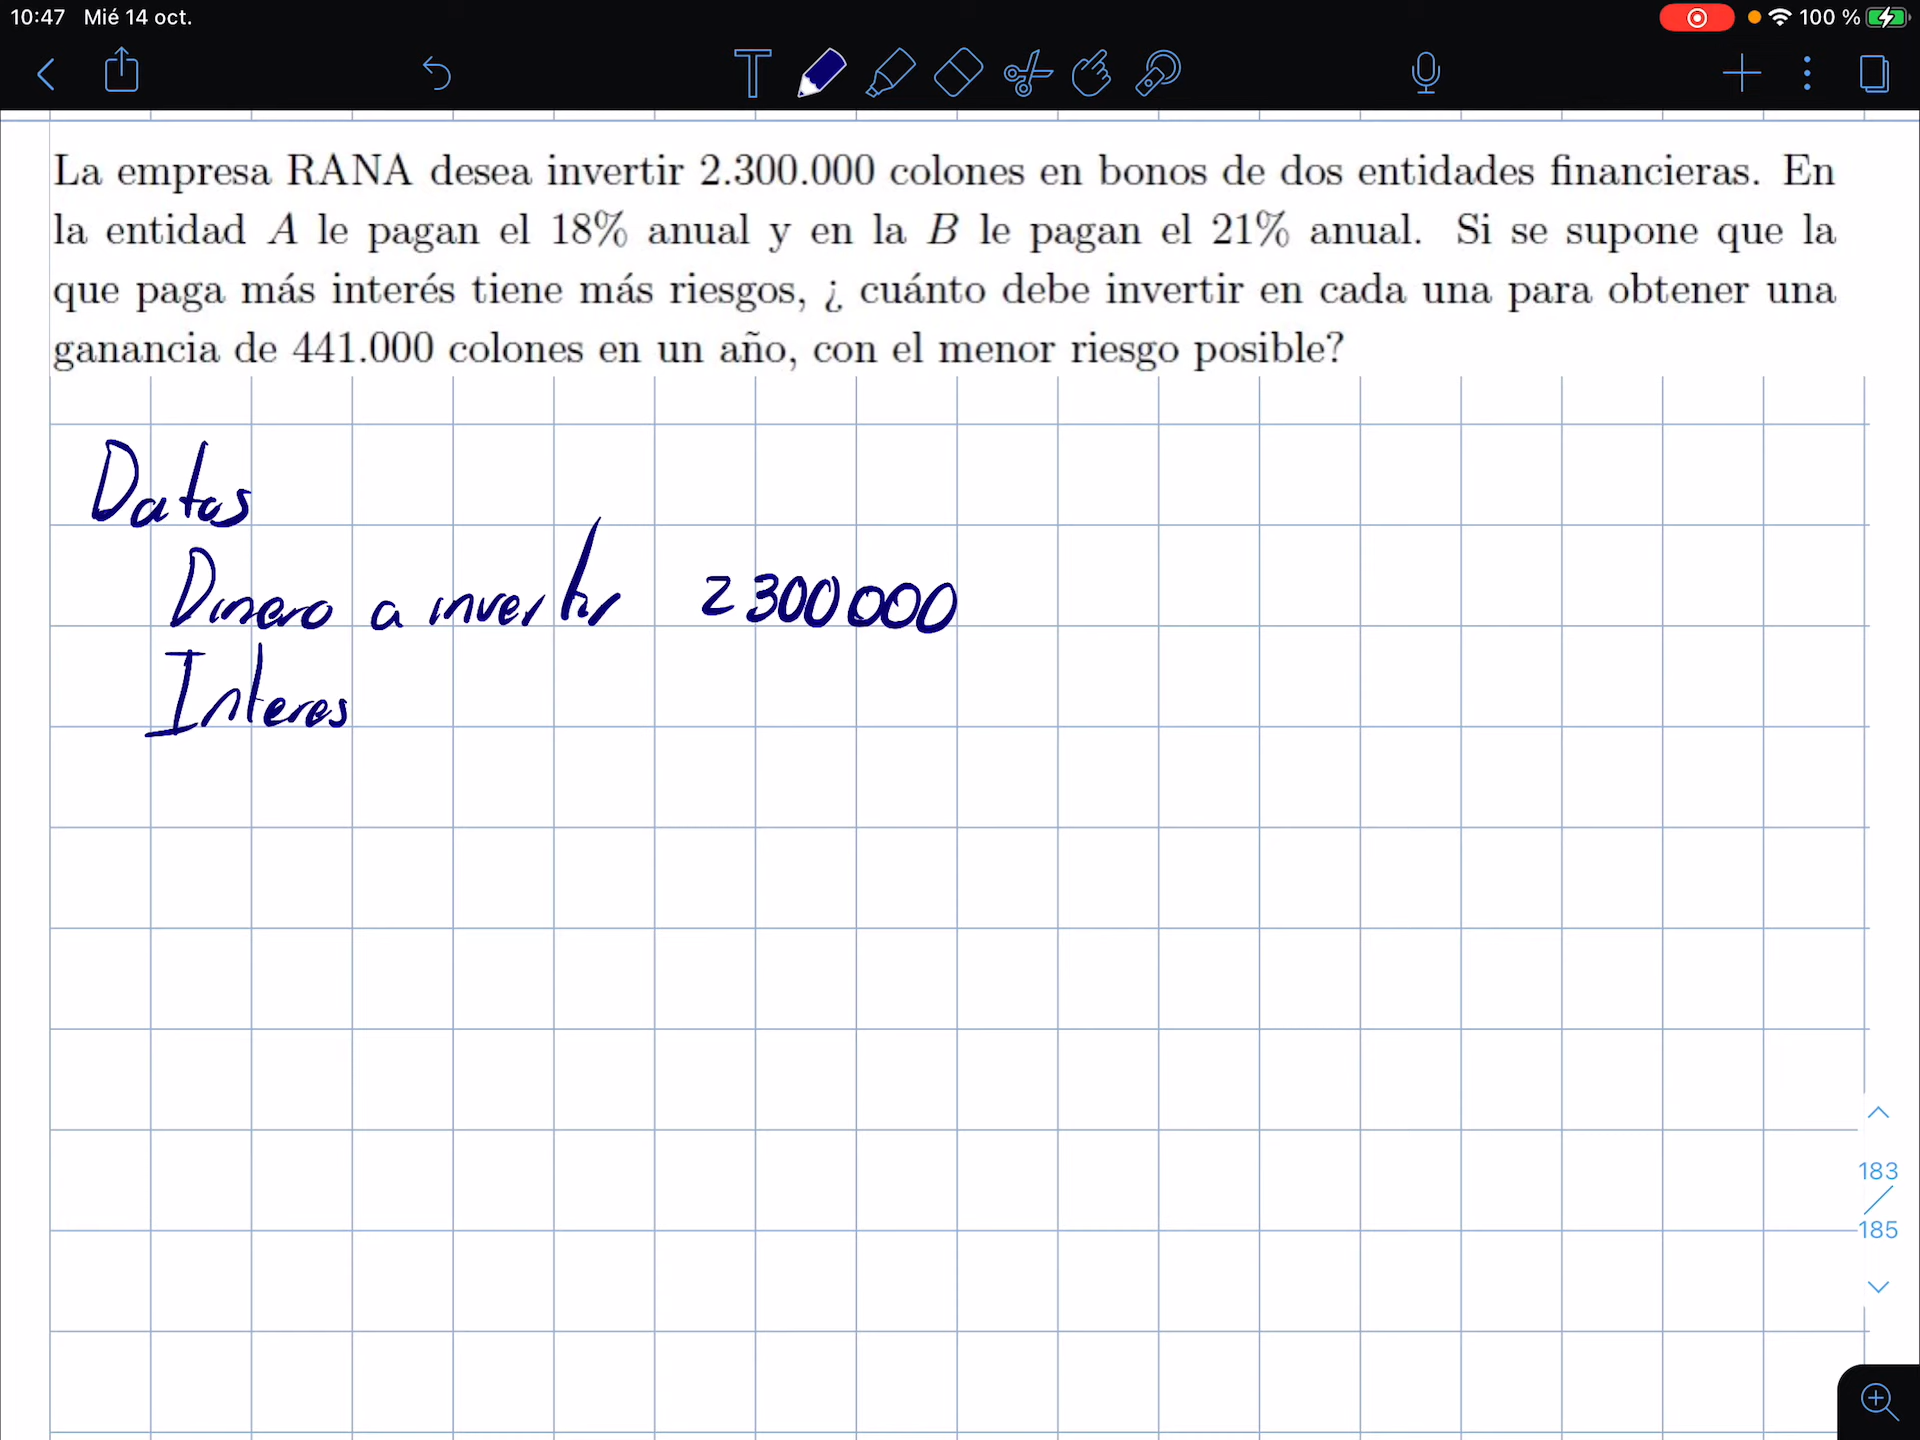 10:47 Mié 14 oct. 100 %
La empresa RANA desea invertir 2.300.000 colones en bonos de dos entidades financieras. En
la entidad A le pagan el 18% anual y en la B le pagan el 21% anual. Si se supone que la
que paga más interés tiene más riesgos, ¿ cuánto debe invertir en cada una para obtener una
ganancia de 441.000 colones en un año, con el menor riesgo posible?
Datos
Dinero a invertir 2300000
Interes
183
185